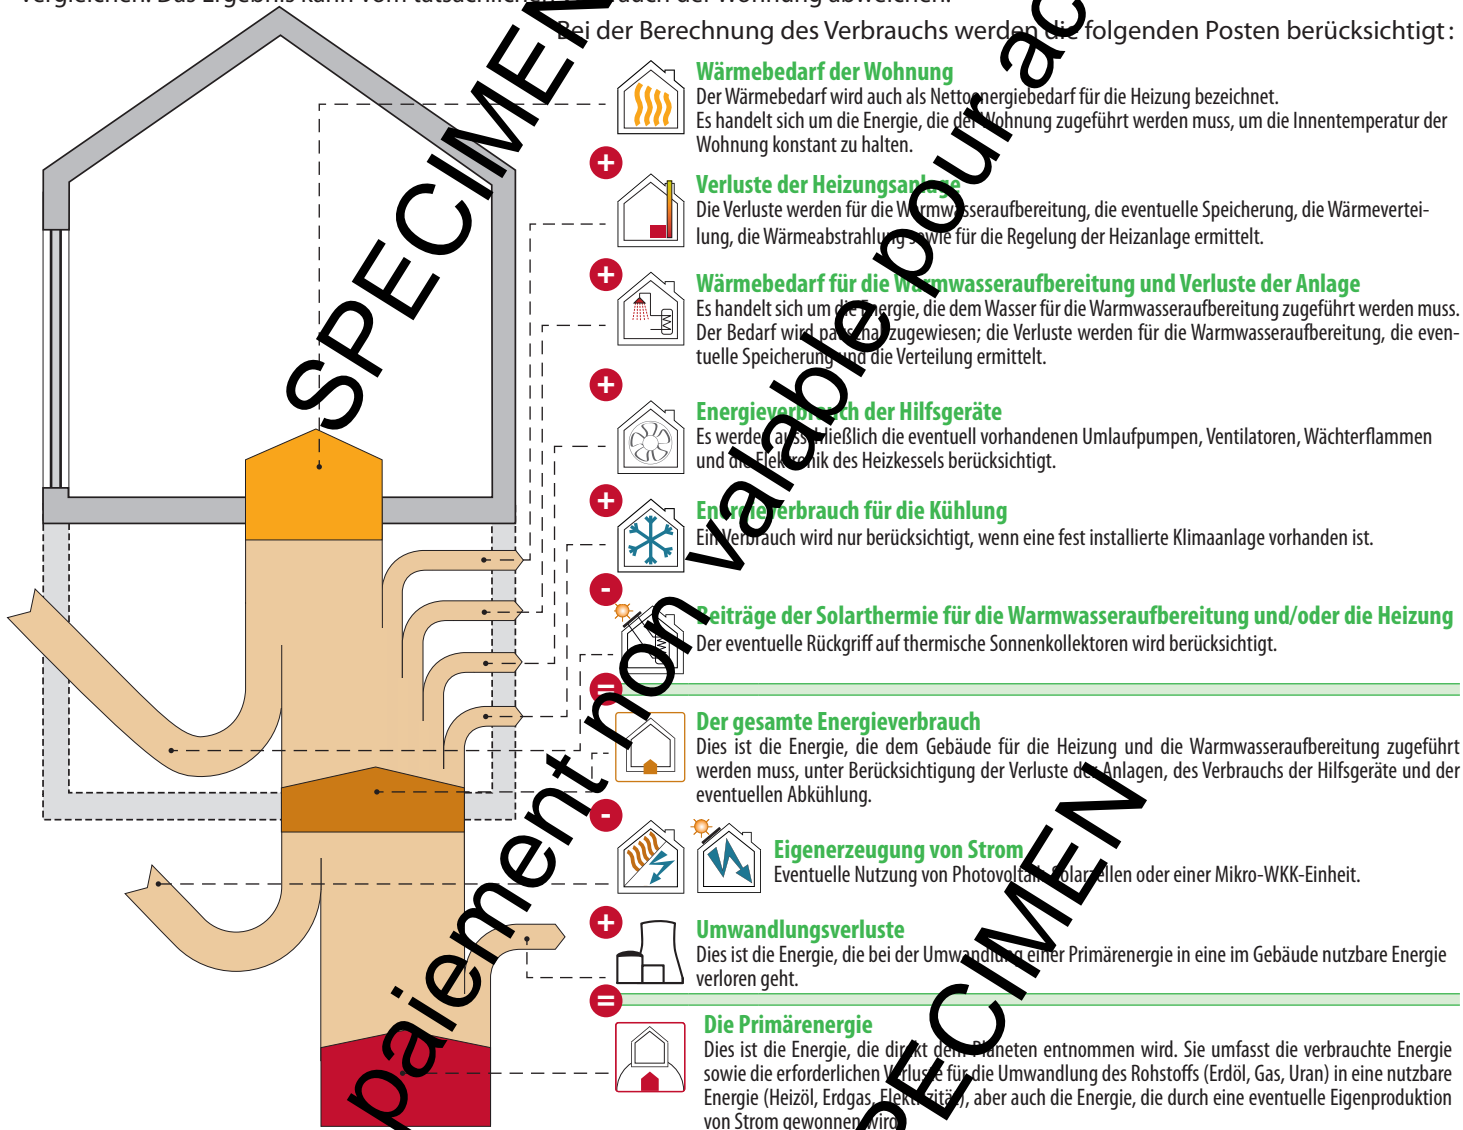 vergleichen. Das Ergebnis kann vom tatsächlichen Verbrauch der Wohnung abweichen.
Bei der Berechnung des Verbrauchs werden die folgenden Posten berücksichtigt :
Wärmebedarf der Wohnung
Der Wärmebedarf wird auch als Nettoenergiebedarf für die Heizung bezeichnet.
Es handelt sich um die Energie, die der Wohnung zugeführt werden muss, um die Innentemperatur der
Wohnung konstant zu halten.
+
Verluste der Heizungsanlage
Die Verluste werden für die Warmwasseraufbereitung, die eventuelle Speicherung, die Wärmevertei-
lung, die Wärmeabstrahlung sowie für die Regelung der Heizanlage ermittelt.
+
Wärmebedarf für die Warmwasseraufbereitung und Verluste der Anlage
Es handelt sich um die Energie, die dem Wasser für die Warmwasseraufbereitung zugeführt werden muss.
Der Bedarf wird pauschal zugewiesen; die Verluste werden für die Warmwasseraufbereitung, die even-
tuelle Speicherung und die Verteilung ermittelt.
+
Energieverbrauch der Hilfsgeräte
Es werden ausschließlich die eventuell vorhandenen Umlaufpumpen, Ventilatoren, Wächterflammen
und die Elektronik des Heizkessels berücksichtigt.
+
Energieverbrauch für die Kühlung
Ein Verbrauch wird nur berücksichtigt, wenn eine fest installierte Klimaanlage vorhanden ist.
-
Beiträge der Solarthermie für die Warmwasseraufbereitung und/oder die Heizung
Der eventuelle Rückgriff auf thermische Sonnenkollektoren wird berücksichtigt.
=
Der gesamte Energieverbrauch
Dies ist die Energie, die dem Gebäude für die Heizung und die Warmwasseraufbereitung zugeführt
werden muss, unter Berücksichtigung der Verluste der Anlagen, des Verbrauchs der Hilfsgeräte und der
eventuellen Abkühlung.
-
Eigenerzeugung von Strom
Eventuelle Nutzung von Photovoltaik-Solarzellen oder einer Mikro-WKK-Einheit.
+
Umwandlungsverluste
Dies ist die Energie, die bei der Umwandlung einer Primärenergie in eine im Gebäude nutzbare Energie
verloren geht.
=
Die Primärenergie
Dies ist die Energie, die direkt dem Planeten entnommen wird. Sie umfasst die verbrauchte Energie
sowie die erforderlichen Verluste für die Umwandlung des Rohstoffs (Erdöl, Gas, Uran) in eine nutzbare
Energie (Heizöl, Erdgas, Elektrizität), aber auch die Energie, die durch eine eventuelle Eigenproduktion
von Strom gewonnen wird.
SPECIMEN
paiement non valable pour ac
SPECIMEN